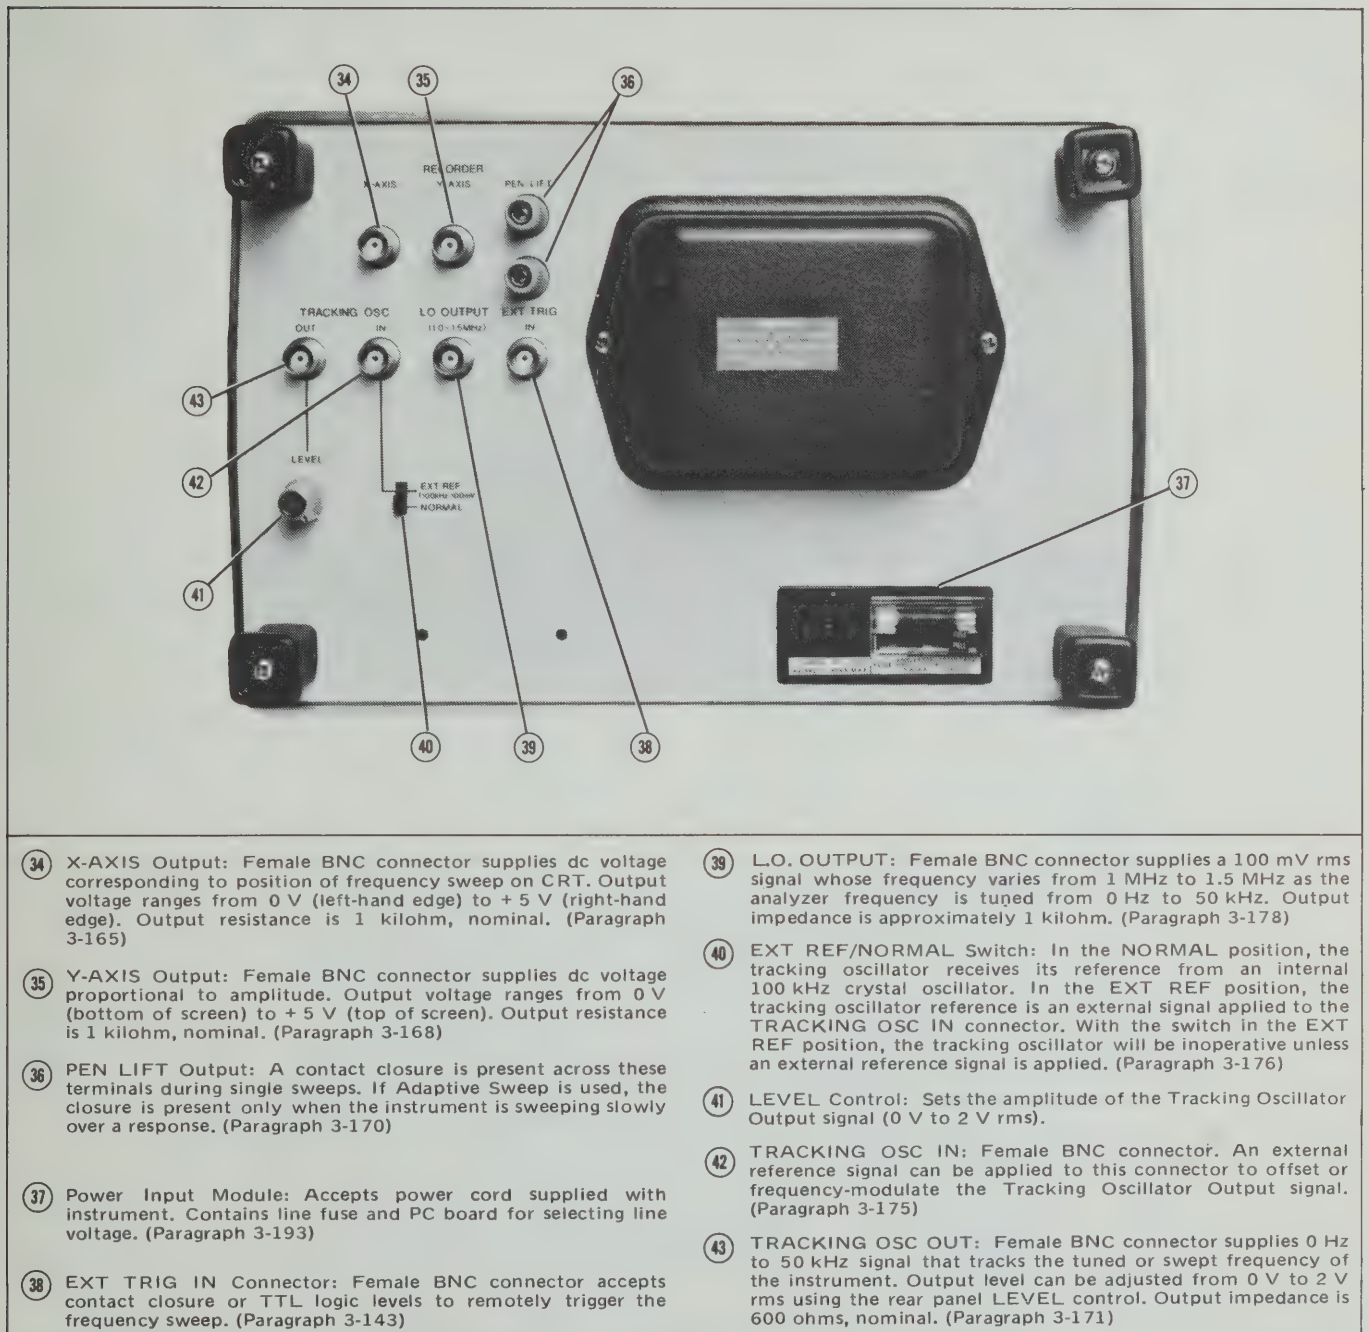 34
35
36
RECORDER
X-AXIS
Y-AXIS
PEN LIFT
TRACKING OSC
LO OUTPUT
EXT TRIG
OUT
IN
(1.0-1.5MHz)
IN
43
42
LEVEL
EXT REF
100kHz 100mV
NORMAL
37
41
40
39
38
34 X-AXIS Output: Female BNC connector supplies dc voltage
corresponding to position of frequency sweep on CRT. Output
voltage ranges from 0 V (left-hand edge) to + 5 V (right-hand
edge). Output resistance is 1 kilohm, nominal. (Paragraph
3-165)
35 Y-AXIS Output: Female BNC connector supplies dc voltage
proportional to amplitude. Output voltage ranges from 0 V
(bottom of screen) to + 5 V (top of screen). Output resistance
is 1 kilohm, nominal. (Paragraph 3-168)
36 PEN LIFT Output: A contact closure is present across these
terminals during single sweeps. If Adaptive Sweep is used, the
closure is present only when the instrument is sweeping slowly
over a response. (Paragraph 3-170)
37 Power Input Module: Accepts power cord supplied with
instrument. Contains line fuse and PC board for selecting line
voltage. (Paragraph 3-193)
38 EXT TRIG IN Connector: Female BNC connector accepts
contact closure or TTL logic levels to remotely trigger the
frequency sweep. (Paragraph 3-143)
39 L.O. OUTPUT: Female BNC connector supplies a 100 mV rms
signal whose frequency varies from 1 MHz to 1.5 MHz as the
analyzer frequency is tuned from 0 Hz to 50 kHz. Output
impedance is approximately 1 kilohm. (Paragraph 3-178)
40 EXT REF/NORMAL Switch: In the NORMAL position, the
tracking oscillator receives its reference from an internal
100 kHz crystal oscillator. In the EXT REF position, the
tracking oscillator reference is an external signal applied to the
TRACKING OSC IN connector. With the switch in the EXT
REF position, the tracking oscillator will be inoperative unless
an external reference signal is applied. (Paragraph 3-176)
41 LEVEL Control: Sets the amplitude of the Tracking Oscillator
Output signal (0 V to 2 V rms).
42 TRACKING OSC IN: Female BNC connector. An external
reference signal can be applied to this connector to offset or
frequency-modulate the Tracking Oscillator Output signal.
(Paragraph 3-175)
43 TRACKING OSC OUT: Female BNC connector supplies 0 Hz
to 50 kHz signal that tracks the tuned or swept frequency of
the instrument. Output level can be adjusted from 0 V to 2 V
rms using the rear panel LEVEL control. Output impedance is
600 ohms, nominal. (Paragraph 3-171)